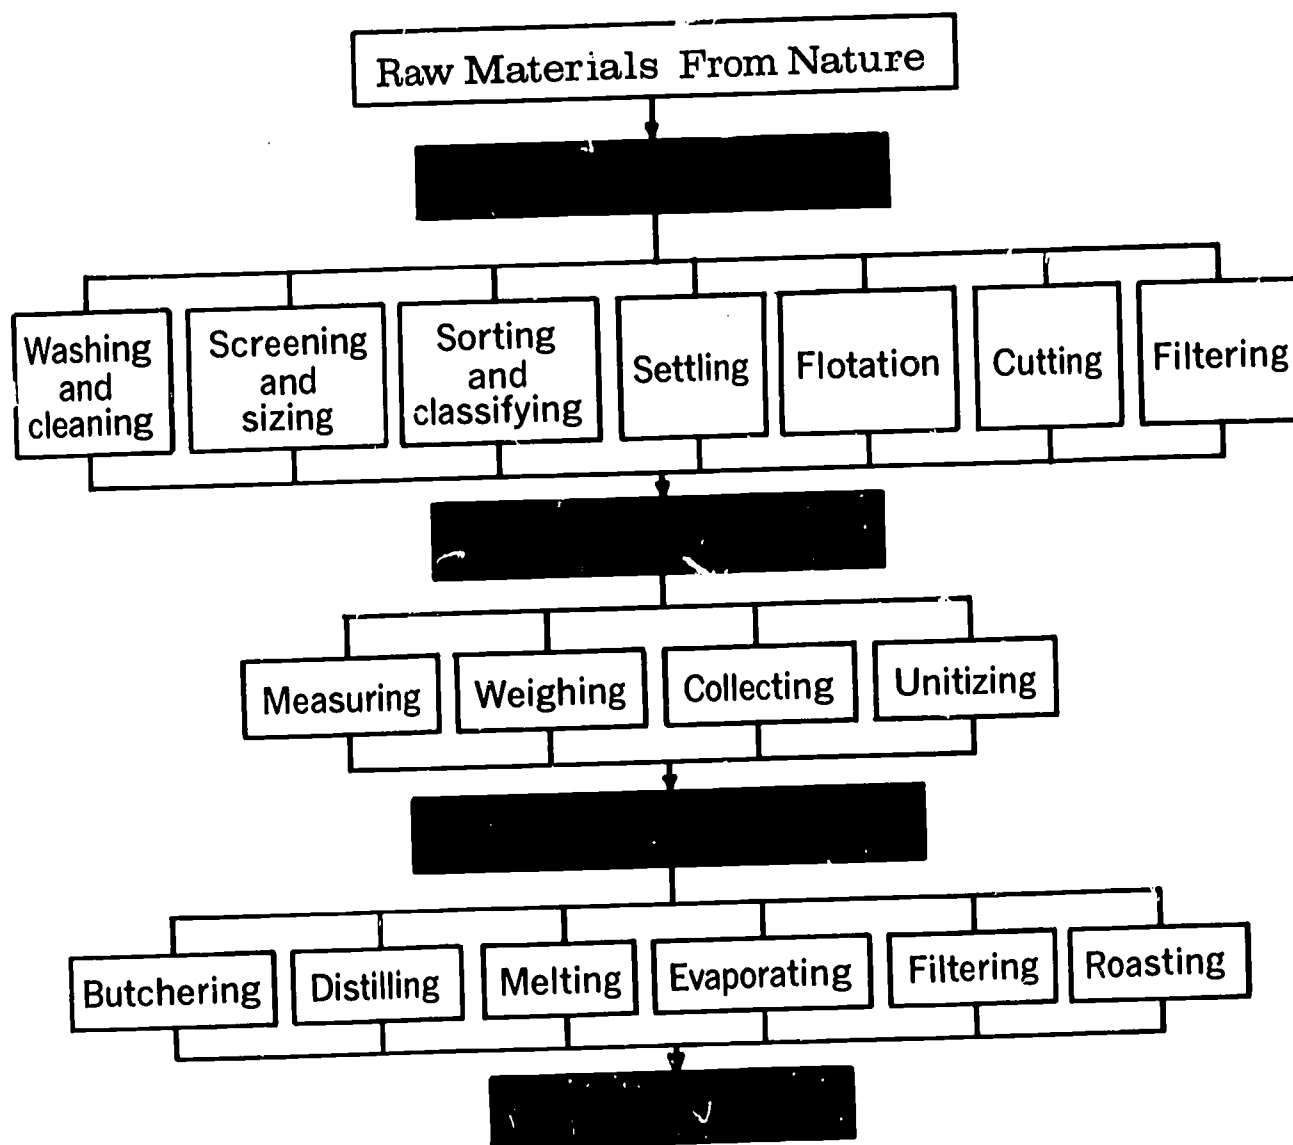 Raw Materials From Nature
Washing
and
cleaning
Screening
and
sizing
Sorting
and
classifying
Settling
Flotation
Cutting
Filtering
Measuring
Weighing
Collecting
Unitizing
Butchering
Distilling
Melting
Evaporating
Filtering
Roasting